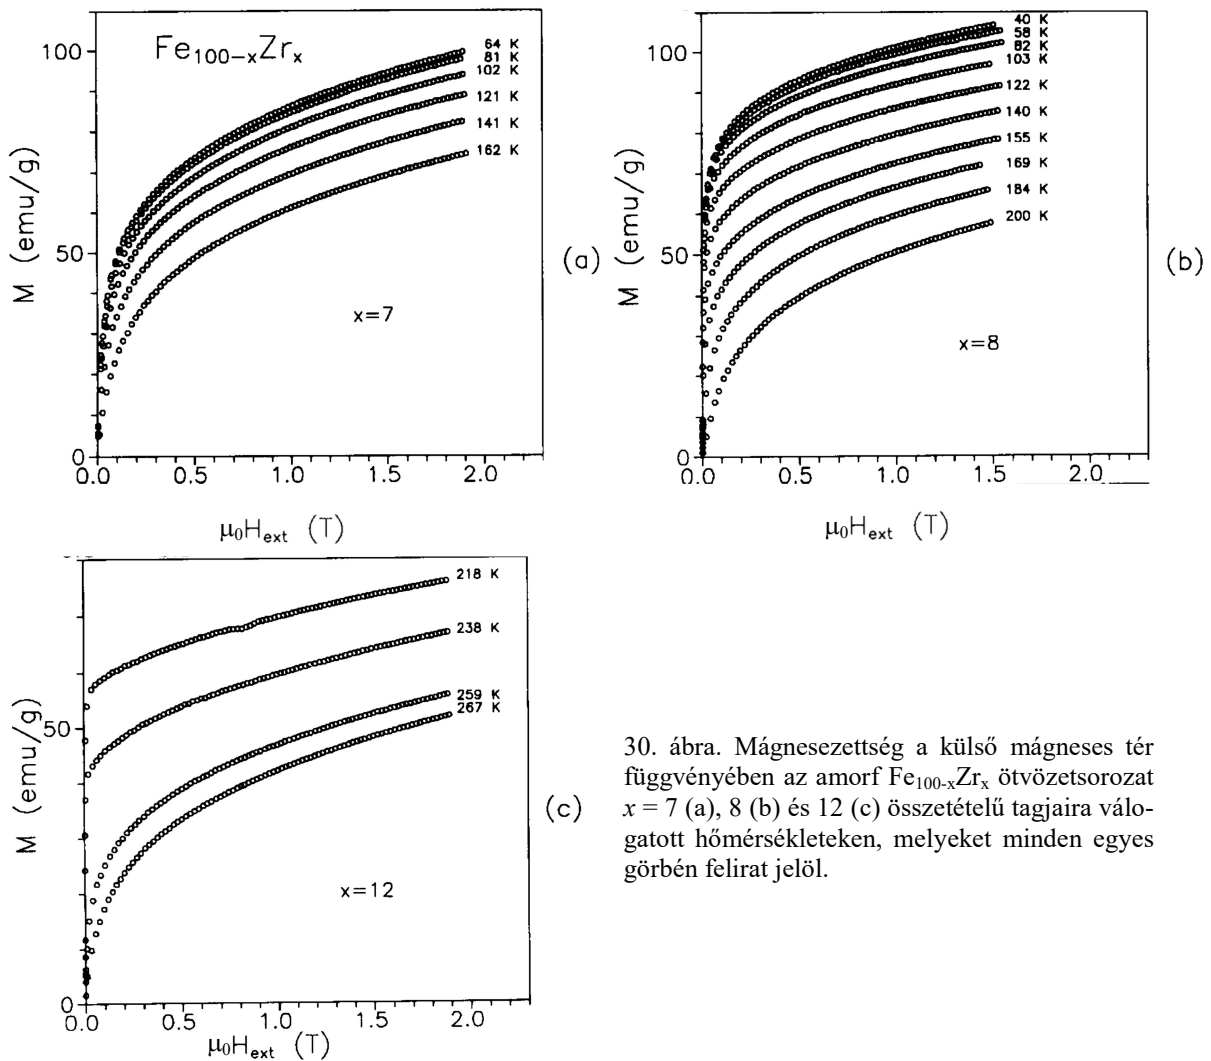 Fe100-xZrx
100
50
0
M (emu/g)
64 K
81 K
102 K
121 K
141 K
162 K
x=7
(a)
0.0 0.5 1.0 1.5 2.0
μ0Hext (T)
100
50
0
M (emu/g)
40 K
58 K
82 K
103 K
122 K
140 K
155 K
169 K
184 K
200 K
x=8
(b)
0.0 0.5 1.0 1.5 2.0
μ0Hext (T)
50
0
M (emu/g)
218 K
238 K
259 K
267 K
x=12
(c)
0.0 0.5 1.0 1.5 2.0
μ0Hext (T)
30. ábra. Mágnesezettség a külső mágneses tér
függvényében az amorf Fe100-xZrx ötvözetsorozat
x = 7 (a), 8 (b) és 12 (c) összetételű tagjaira válo-
gatott hőmérsékleteken, melyeket minden egyes
görbén felirat jelöl.